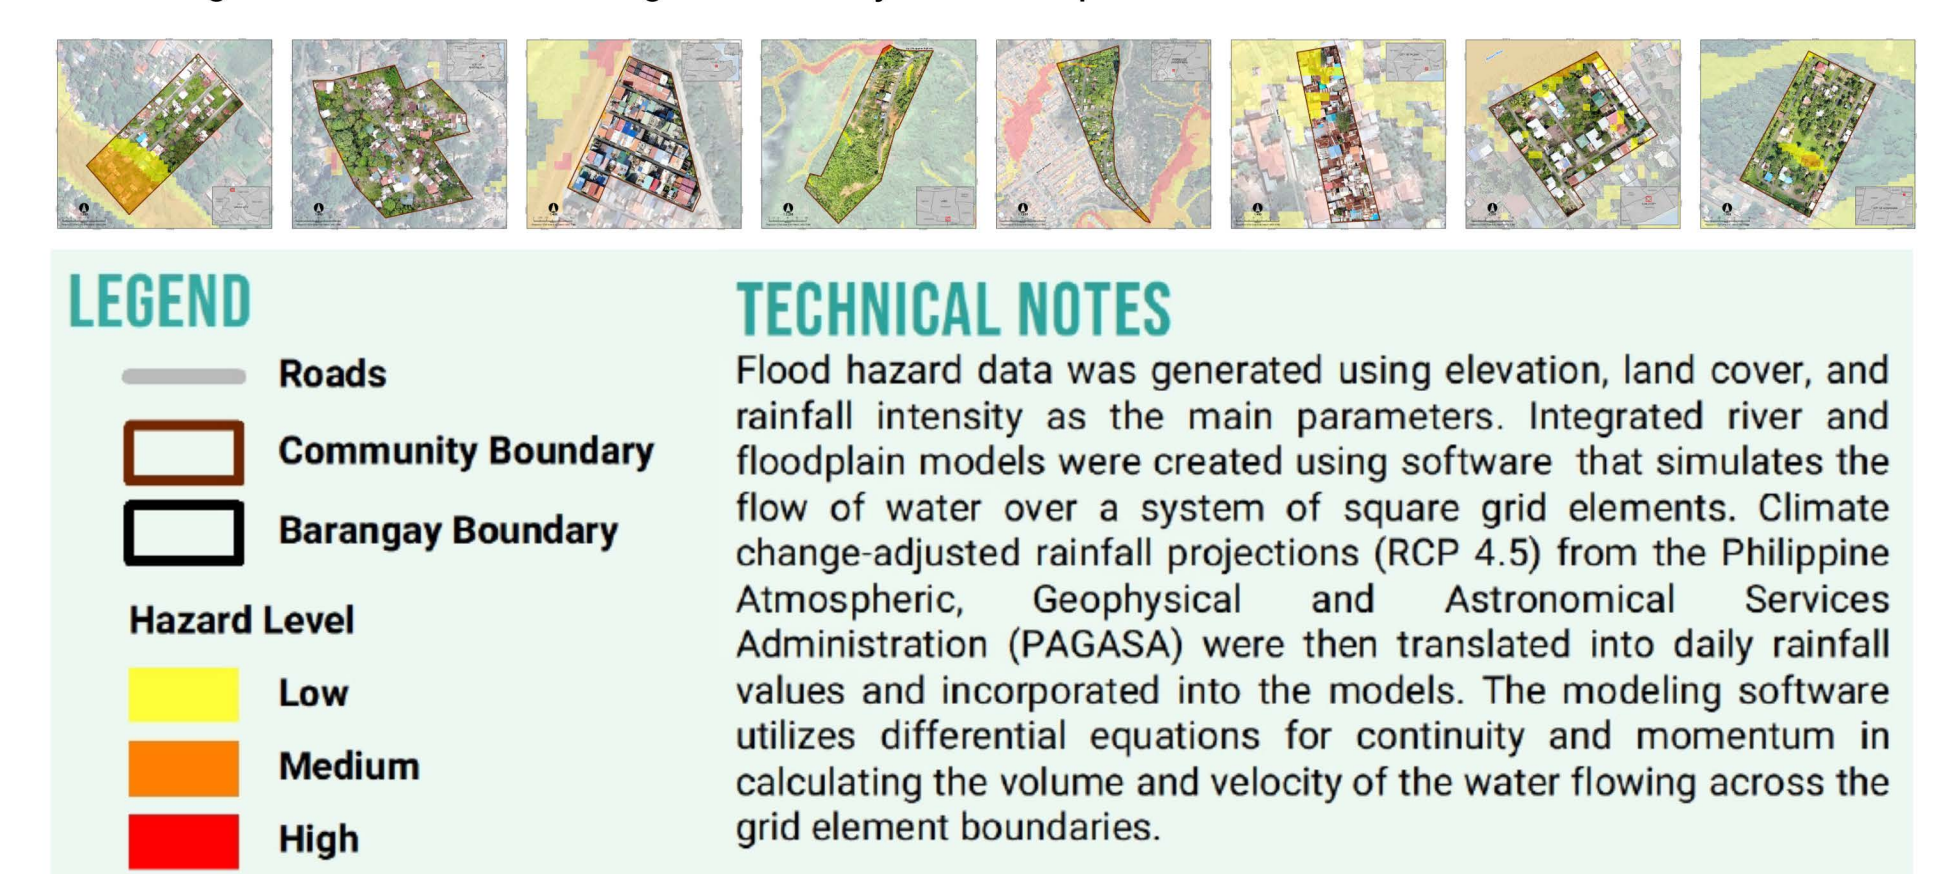 LEGEND
Roads
Community Boundary
Barangay Boundary
Hazard Level
Low
Medium
High
TECHNICAL NOTES
Flood hazard data was generated using elevation, land cover, and
rainfall intensity as the main parameters. Integrated river and
floodplain models were created using software that simulates the
flow of water over a system of square grid elements. Climate
change-adjusted rainfall projections (RCP 4.5) from the Philippine
Atmospheric, Geophysical and Astronomical Services
Administration (PAGASA) were then translated into daily rainfall
values and incorporated into the models. The modeling software
utilizes differential equations for continuity and momentum in
calculating the volume and velocity of the water flowing across the
grid element boundaries.